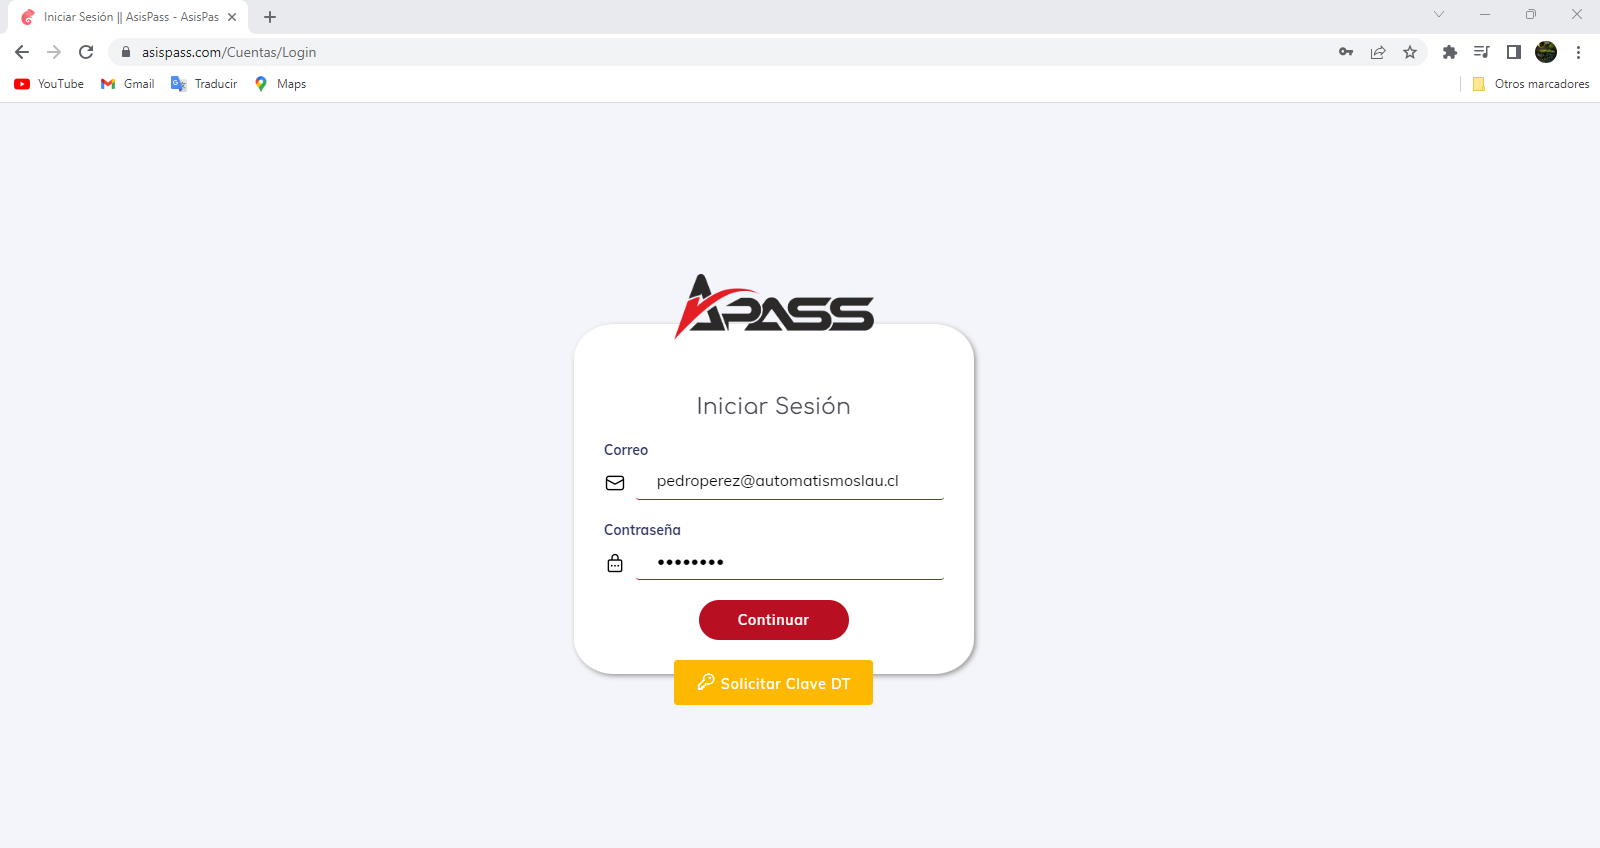 Iniciar Sesión || AsisPass - AsisPas
asispass.com/Cuentas/Login
YouTube Gmail Traducir Maps Otros marcadores
APASS
Iniciar Sesión
Correo
pedroperez@automatismoslau.cl
Contraseña
••••••••
Continuar
Solicitar Clave DT